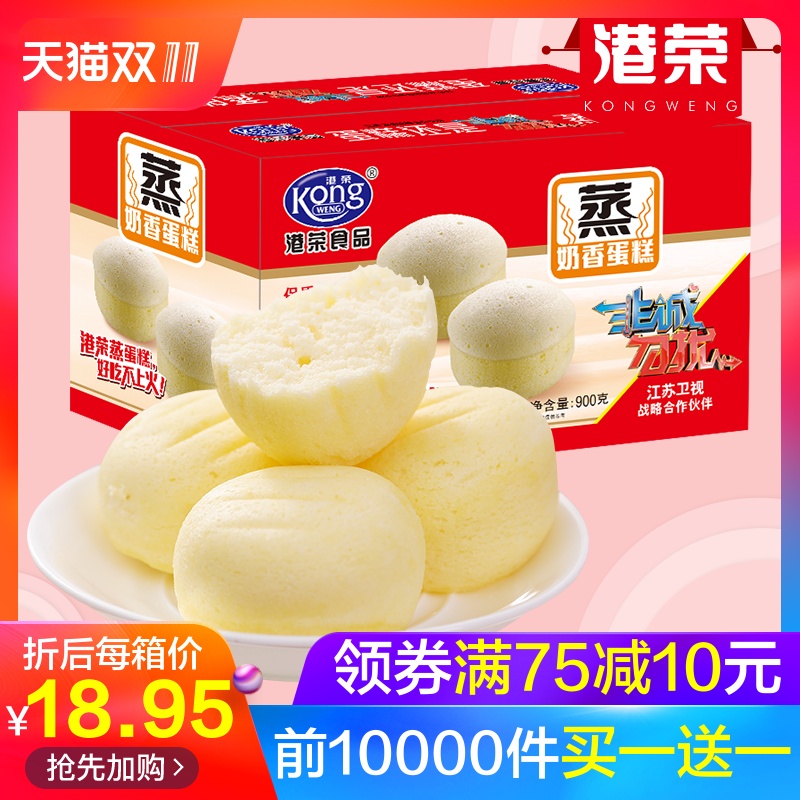 天猫双11
港荣
KONGWENG
蒸
奶香蛋糕
港荣
Kong
WENG
®
港荣食品
蒸
奶香蛋糕
港荣蒸蛋糕,
好吃不上火!
非诚勿扰
江苏卫视
战略合作伙伴
净含量:900克
折后每箱价
¥18.95
抢先加购>
领券满75减10元
前10000件买一送一